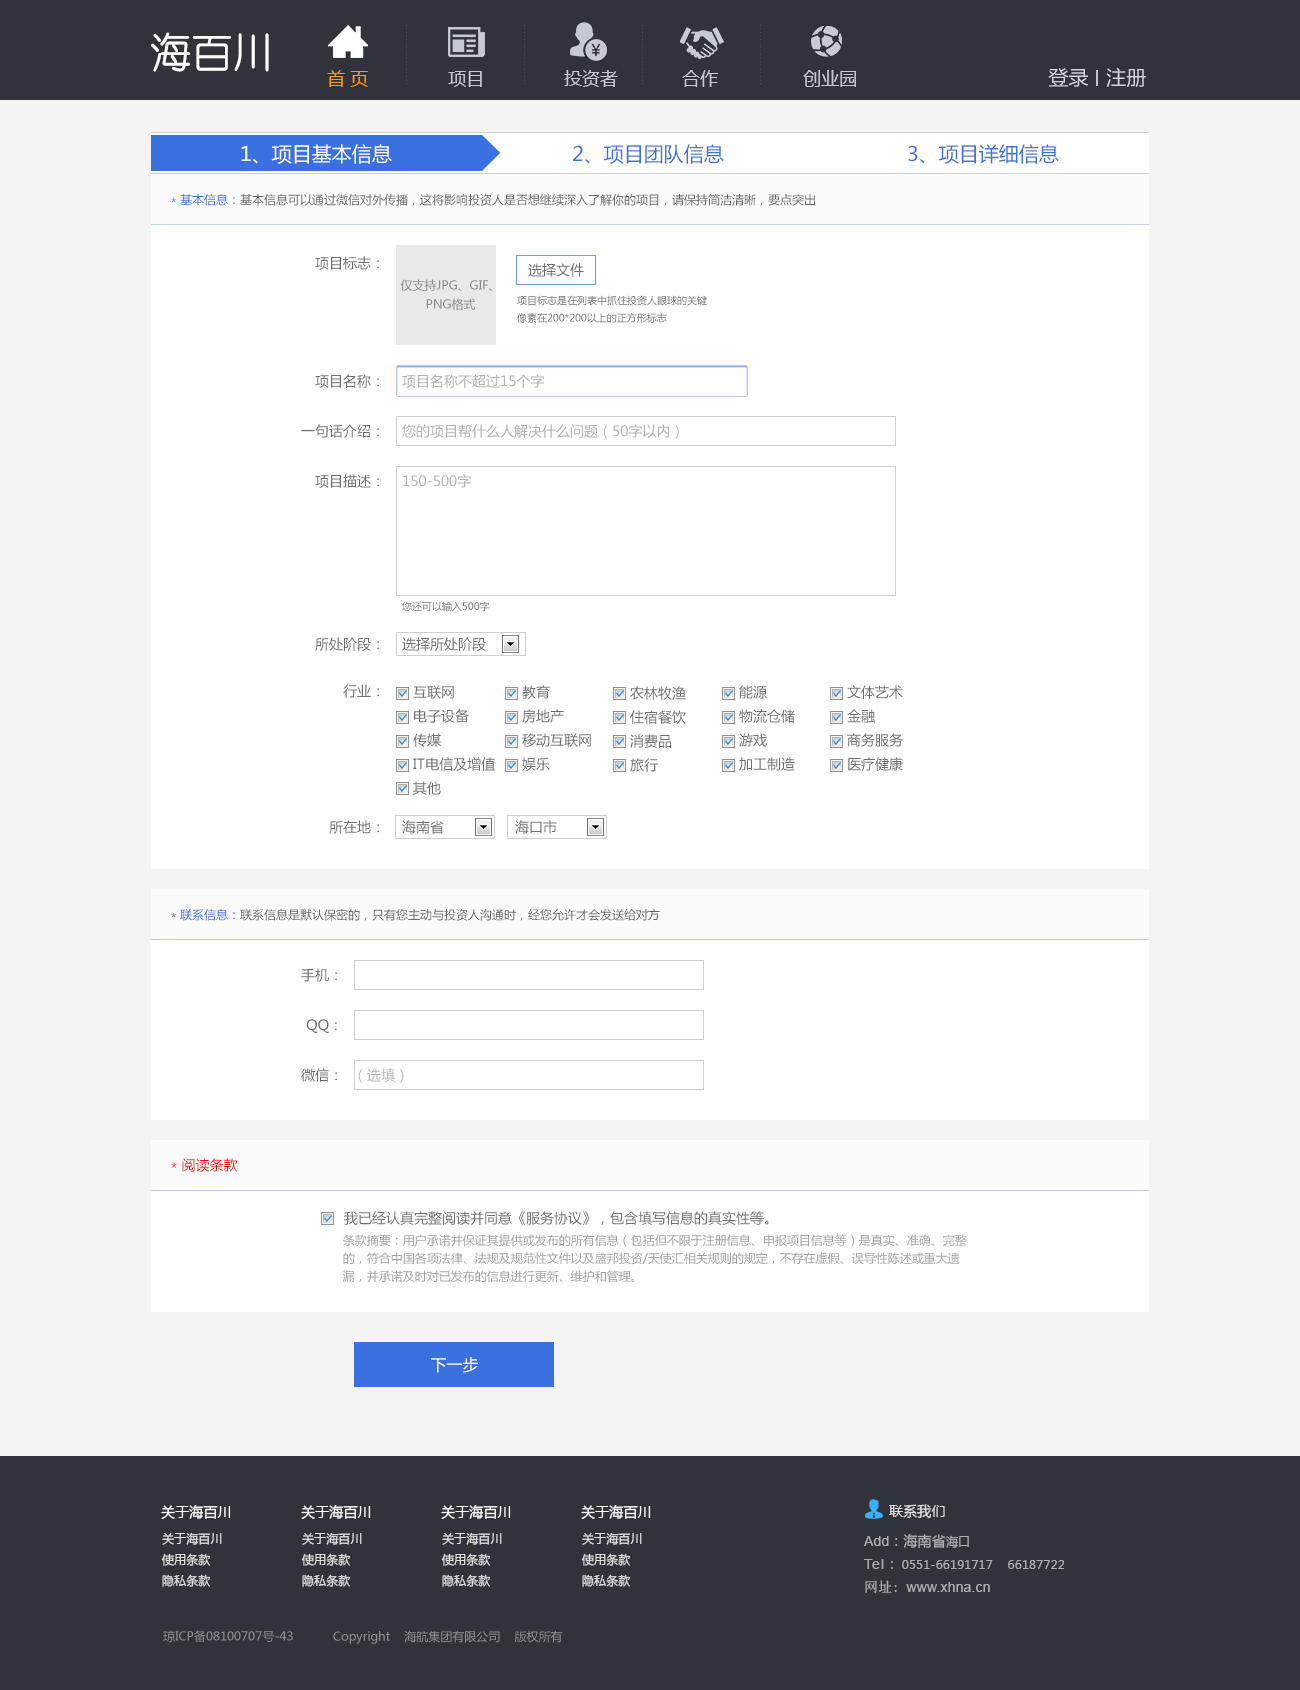 海百川
首 页
项目
投资者
合作
创业园
登录 | 注册
1、项目基本信息
2、项目团队信息
3、项目详细信息
* 基本信息：基本信息可以通过微信对外传播，这将影响投资人是否想继续深入了解你的项目，请保持简洁清晰，要点突出
项目标志：
仅支持JPG、GIF、
PNG格式
选择文件
项目标志是在列表中抓住投资人眼球的关键
像素在200*200以上的正方形标志
项目名称：
项目名称不超过15个字
一句话介绍：
您的项目帮什么人解决什么问题（50字以内）
项目描述：
150-500字
您还可以输入500字
所处阶段：
选择所处阶段
行业：
互联网 教育 农林牧渔 能源 文体艺术
电子设备 房地产 住宿餐饮 物流仓储 金融
传媒 移动互联网 消费品 游戏 商务服务
IT电信及增值 娱乐 旅行 加工制造 医疗健康
其他
所在地：
海南省 海口市
* 联系信息：联系信息是默认保密的，只有您主动与投资人沟通时，经您允许才会发送给对方
手机：
QQ：
微信：
（选填）
* 阅读条款
我已经认真完整阅读并同意《服务协议》，包含填写信息的真实性等。
条款摘要：用户承诺并保证其提供或发布的所有信息（包括但不限于注册信息、申报项目信息等）是真实、准确、完整
的，符合中国各项法律、法规及规范性文件以及盛邦投资/天使汇相关规则的规定，不存在虚假、误导性陈述或重大遗
漏，并承诺及时对已发布的信息进行更新、维护和管理。
下一步
关于海百川 关于海百川 关于海百川 关于海百川
关于海百川 关于海百川 关于海百川 关于海百川
使用条款 使用条款 使用条款 使用条款
隐私条款 隐私条款 隐私条款 隐私条款
联系我们
Add：海南省海口
Tel：0551-66191717 66187722
网址：www.xhna.cn
琼ICP备08100707号-43 Copyright 海航集团有限公司 版权所有